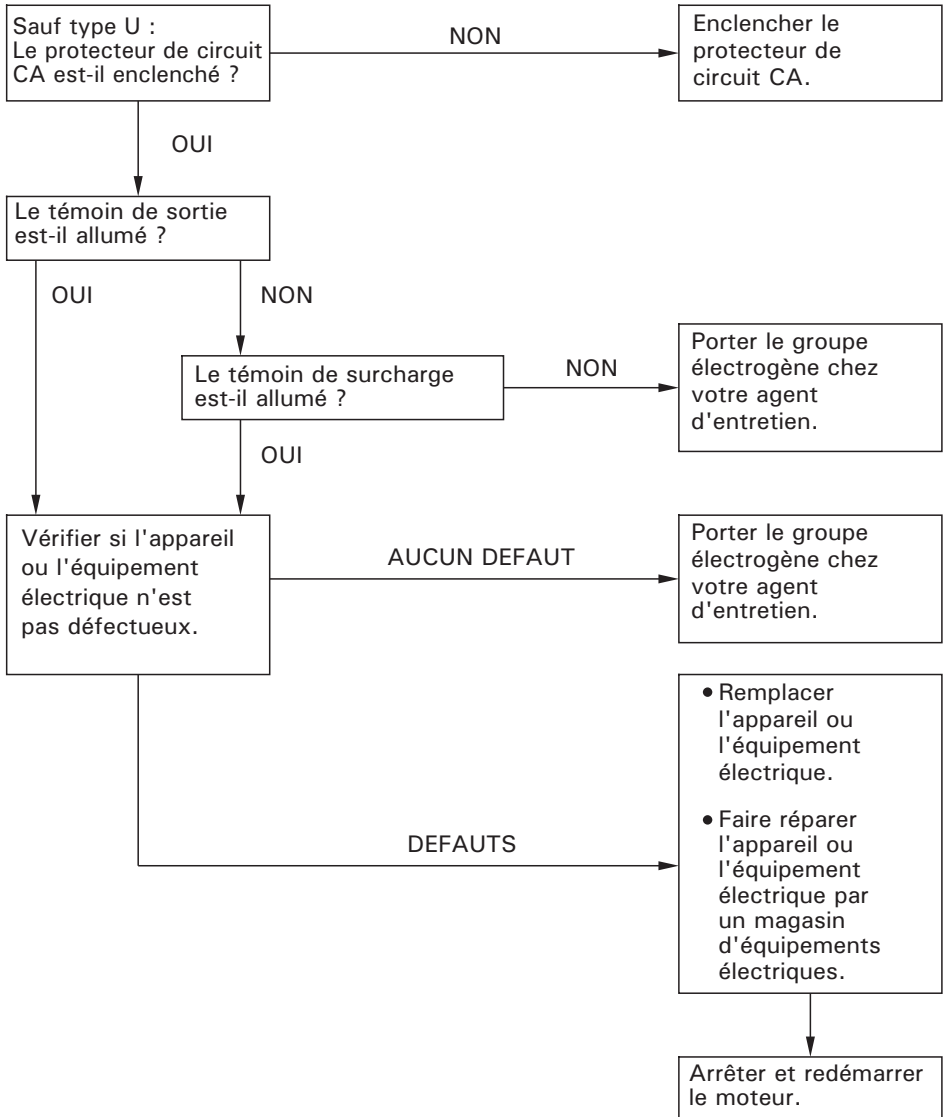 Sauf type U :
Le protecteur de circuit
CA est-il enclenché ?
NON
Enclencher le
protecteur de
circuit CA.
OUI
Le témoin de sortie
est-il allumé ?
OUI
NON
Le témoin de surcharge
est-il allumé ?
NON
Porter le groupe
électrogène chez
votre agent
d'entretien.
OUI
Vérifier si l'appareil
ou l'équipement
électrique n'est
pas défectueux.
AUCUN DEFAUT
Porter le groupe
électrogène chez
votre agent
d'entretien.
DEFAUTS
• Remplacer
l'appareil ou
l'équipement
électrique.
• Faire réparer
l'appareil ou
l'équipement
électrique par
un magasin
d'équipements
électriques.
Arrêter et redémarrer
le moteur.